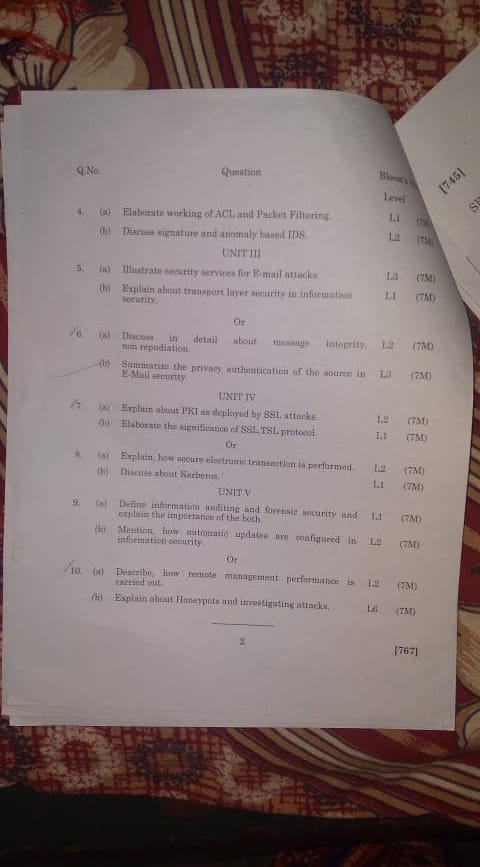 [745]
SP
Q.No. Question Bloom's
Level
4. (a) Elaborate working of ACL and Packet Filtering. L1 (7M)
(b) Discuss signature and anomaly based IDS. L2 (7M)
UNIT III
5. (a) Illustrate security services for E-mail attacks. L3 (7M)
(b) Explain about transport layer security in information L1 (7M)
security.
Or
6. (a) Discuss in detail about message integrity, L2 (7M)
non repudiation.
(b) Summarize the privacy authentication of the source in L3 (7M)
E-Mail security.
UNIT IV
7. (a) Explain about PKI as deployed by SSL attacks. L2 (7M)
(b) Elaborate the significance of SSL TSL protocol. L1 (7M)
Or
8. (a) Explain, how secure electronic transaction is performed. L2 (7M)
(b) Discuss about Kerberos. L1 (7M)
UNIT V
9. (a) Define information auditing and forensic security and L1 (7M)
explain the importance of the both.
(b) Mention, how automatic updates are configured in L2 (7M)
information security.
Or
10. (a) Describe, how remote management performance is L2 (7M)
carried out.
(b) Explain about Honeypots and investigating attacks. L6 (7M)
2
[767]